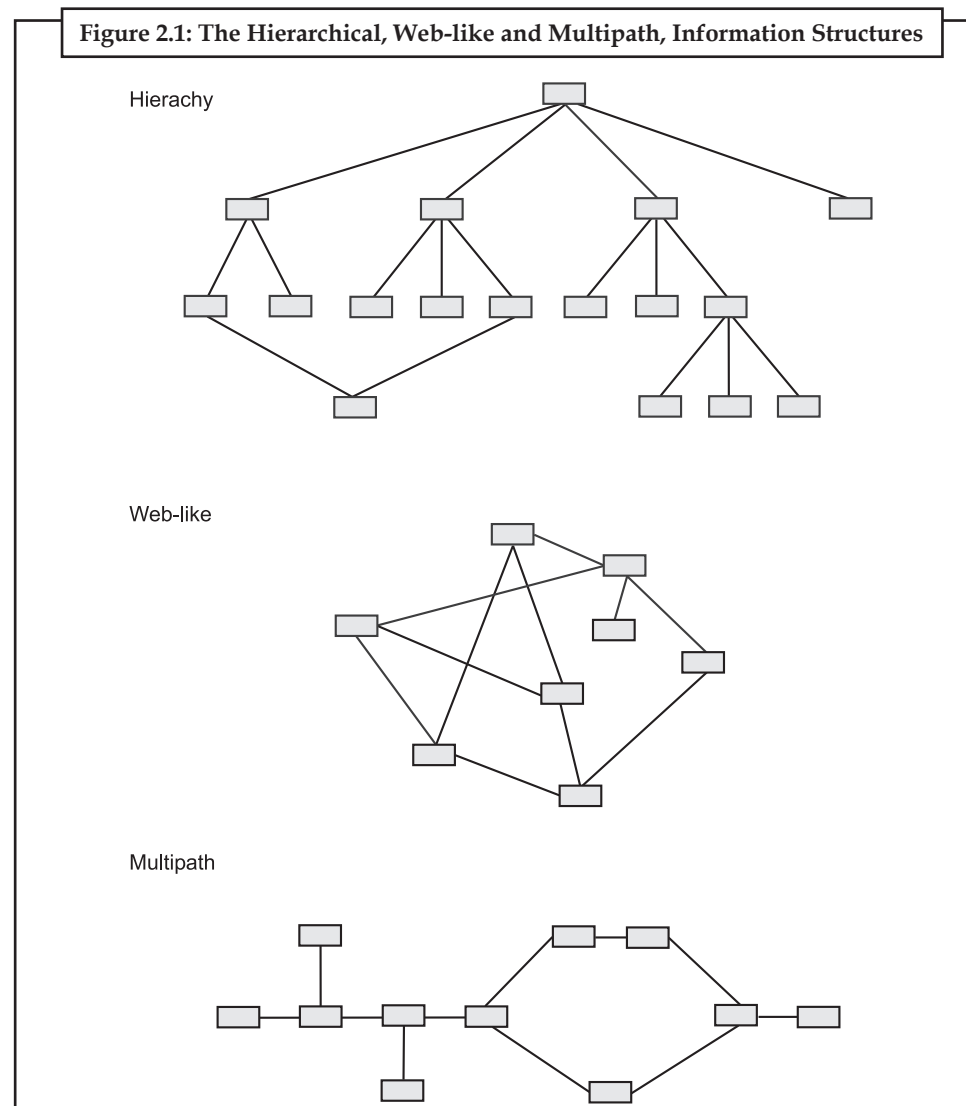 Figure 2.1: The Hierarchical, Web-like and Multipath, Information Structures
Hierachy
Web-like
Multipath